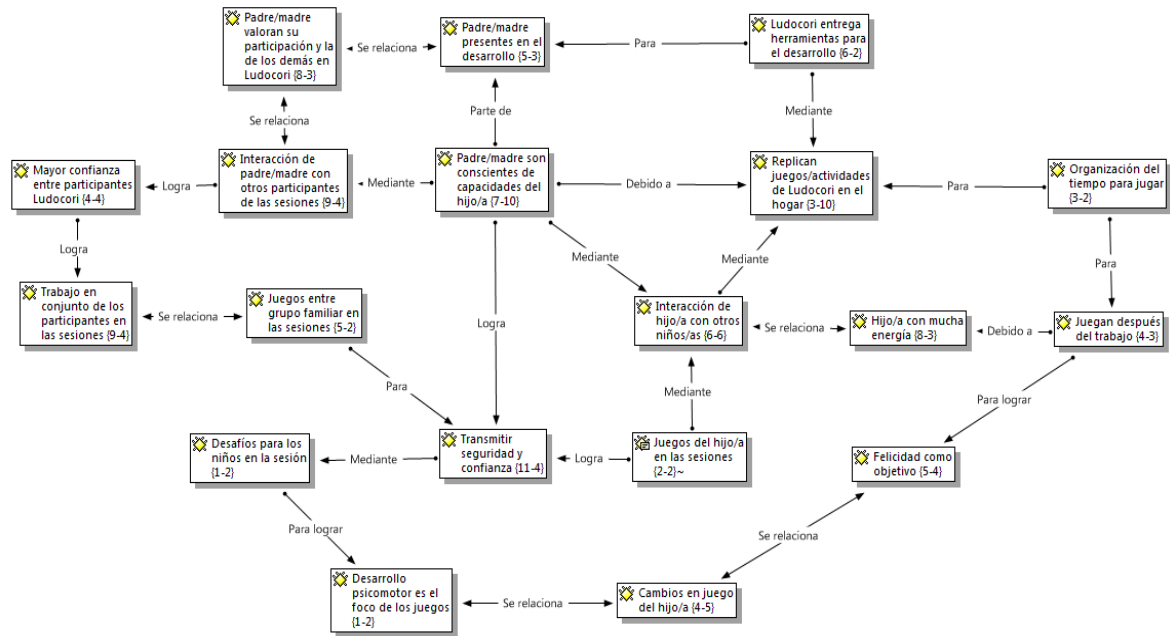 Padre/madre
valoran su
participación y la
de los demás en
Ludocori {8-3}
Se relaciona
Padre/madre
presentes en el
desarrollo {5-3}
Para
Ludocori entrega
herramientas para
el desarrollo {6-2}
Se relaciona
Parte de
Mediante
Mayor confianza
entre participantes
Ludocori {4-4}
Logra
Interacción de
padre/madre con
otros participantes
de las sesiones {9-4}
Mediante
Padre/madre son
conscientes de
capacidades del
hijo/a {7-10}
Debido a
Replican
juegos/actividades
de Ludocori en el
hogar {3-10}
Para
Organización del
tiempo para jugar
{3-2}
Logra
Mediante
Mediante
Para
Trabajo en
conjunto de los
participantes en
las sesiones {9-4}
Se relaciona
Juegos entre
grupo familiar en
las sesiones {5-2}
Logra
Interacción de
hijo/a con otros
niños/as {6-6}
Se relaciona
Hijo/a con mucha
energía {8-3}
Debido a
Juegan después
del trabajo {4-3}
Para
Mediante
Para lograr
Desafíos para los
niños en la sesión
{1-2}
Mediante
Transmitir
seguridad y
confianza {11-4}
Logra
Juegos del hijo/a
en las sesiones
{2-2}~
Felicidad como
objetivo {5-4}
Para lograr
Se relaciona
Desarrollo
psicomotor es el
foco de los juegos
{1-2}
Se relaciona
Cambios en juego
del hijo/a {4-5}